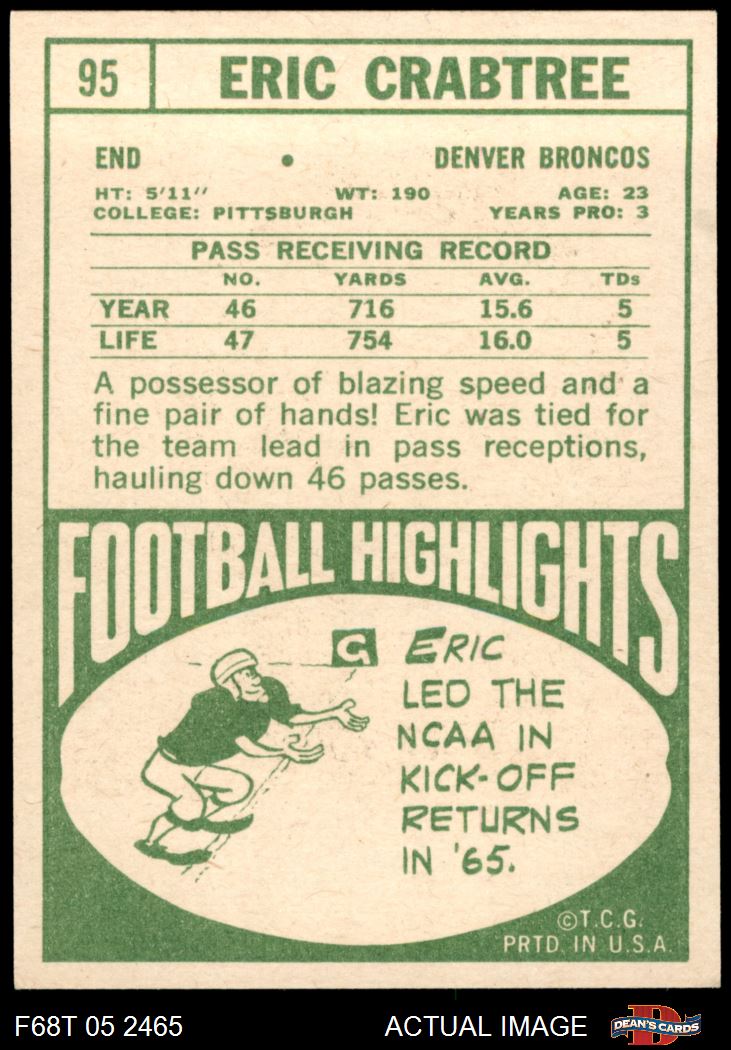 95 ERIC CRABTREE
END • DENVER BRONCOS
HT: 5'11" WT: 190 AGE: 23
COLLEGE: PITTSBURGH YEARS PRO: 3
PASS RECEIVING RECORD
NO. YARDS AVG. TDs
YEAR 46 716 15.6 5
LIFE 47 754 16.0 5
A possessor of blazing speed and a
fine pair of hands! Eric was tied for
the team lead in pass receptions,
hauling down 46 passes.
FOOTBALL HIGHLIGHTS
G
ERIC
LED THE
NCAA IN
KICK-OFF
RETURNS
IN '65.
©T.C.G.
PRTD. IN U.S.A.
F68T 05 2465 ACTUAL IMAGE D DEAN'S CARDS